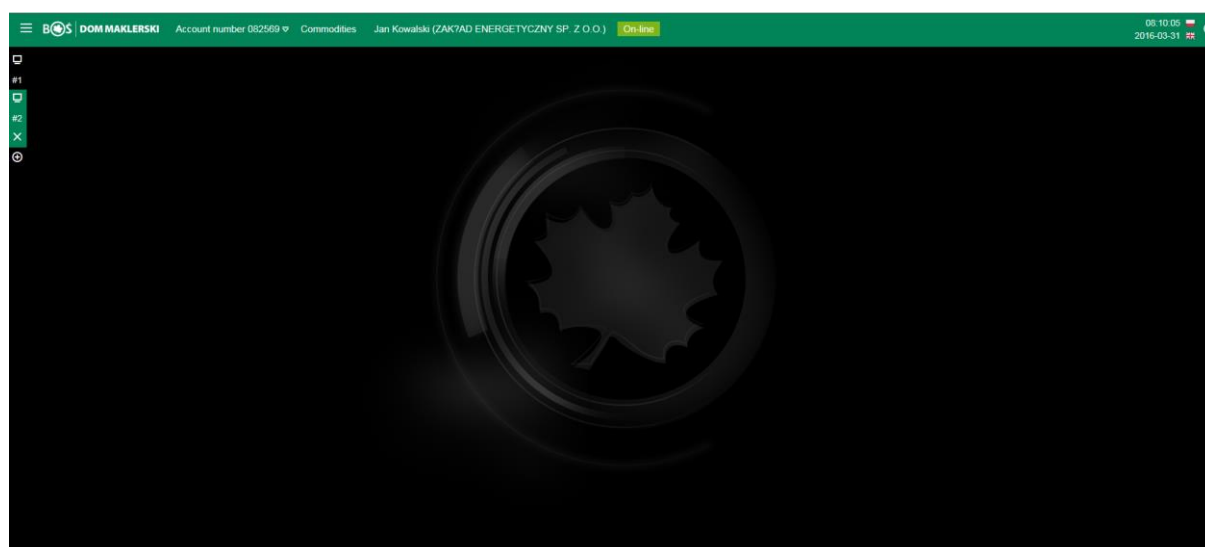 BOS DOM MAKLERSKI Account number 082569 Commodities Jan Kowalski (ZAK?AD ENERGETYCZNY SP. Z O.O.) On-line 08:10:05
2016-03-31
#1
#2